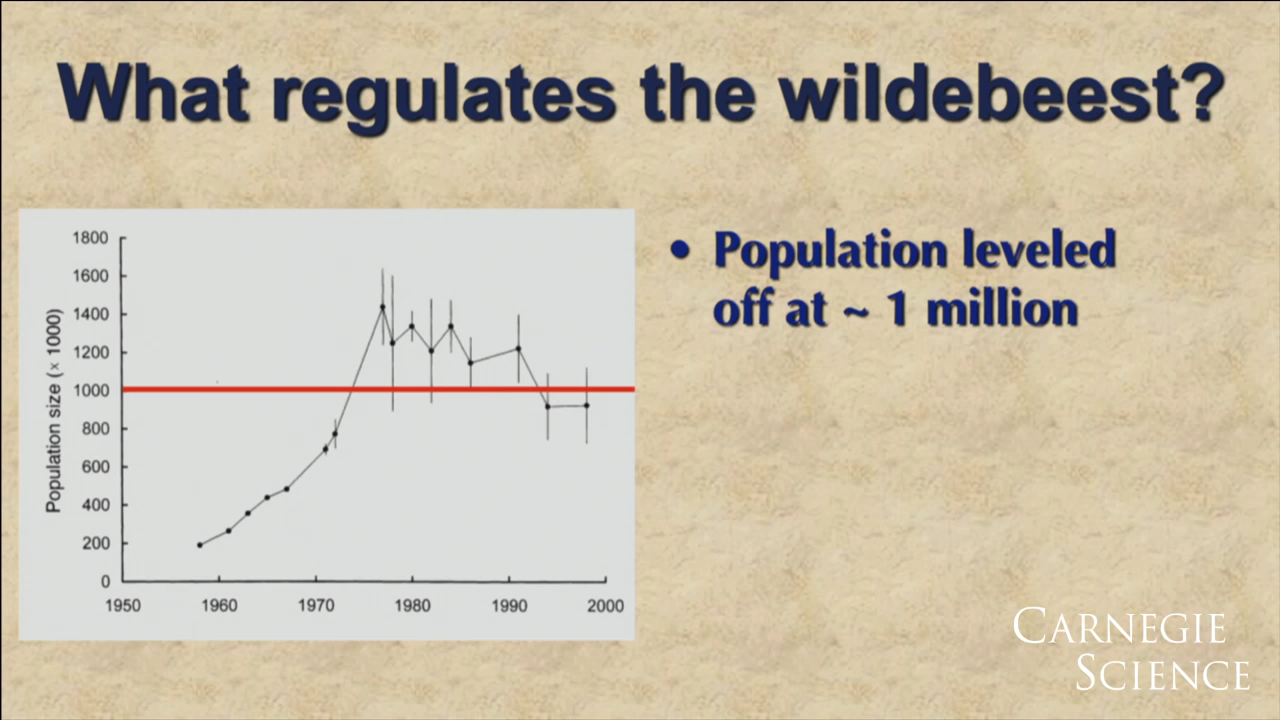 What regulates the wildebeest?
1800
1600
1400
1200
1000
800
600
400
200
0
Population size (× 1000)
1950 1960 1970 1980 1990 2000
• Population leveled
off at ~ 1 million
CARNEGIE
SCIENCE